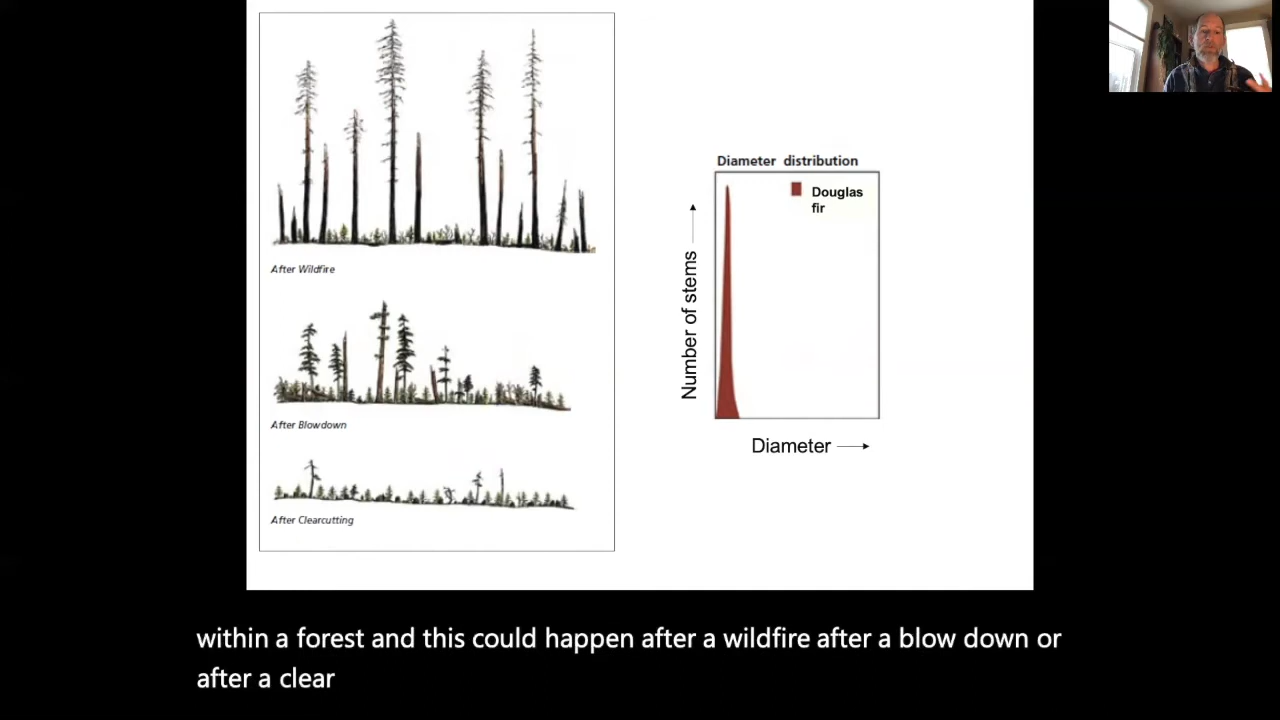 After Wildfire
After Blowdown
After Clearcutting
Diameter distribution
Douglas
fir
Number of stems
Diameter
within a forest and this could happen after a wildfire after a blow down or
after a clear